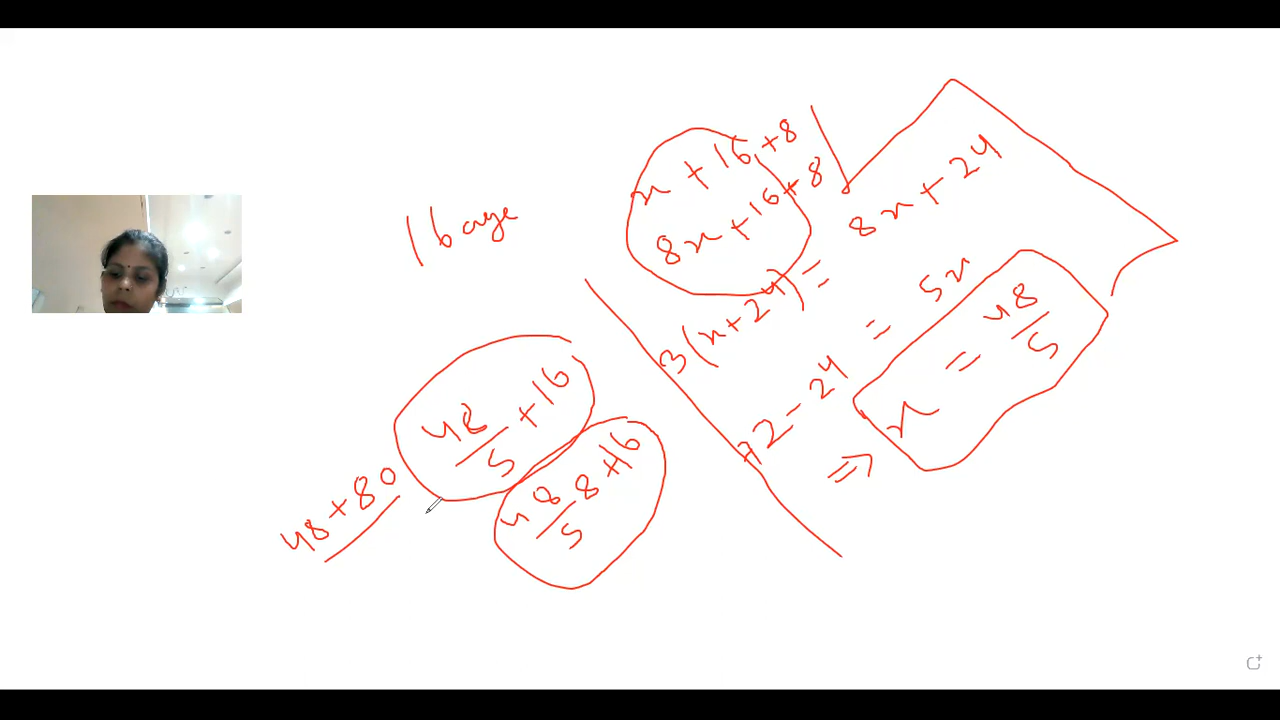 16 age
x + 16 + 8
8x + 16 + 8
8x + 24
3(x + 24) =
72 - 24 = 5x
⇒ x = 48/5
48/5 + 16
48/5 8 + 16
48 + 80